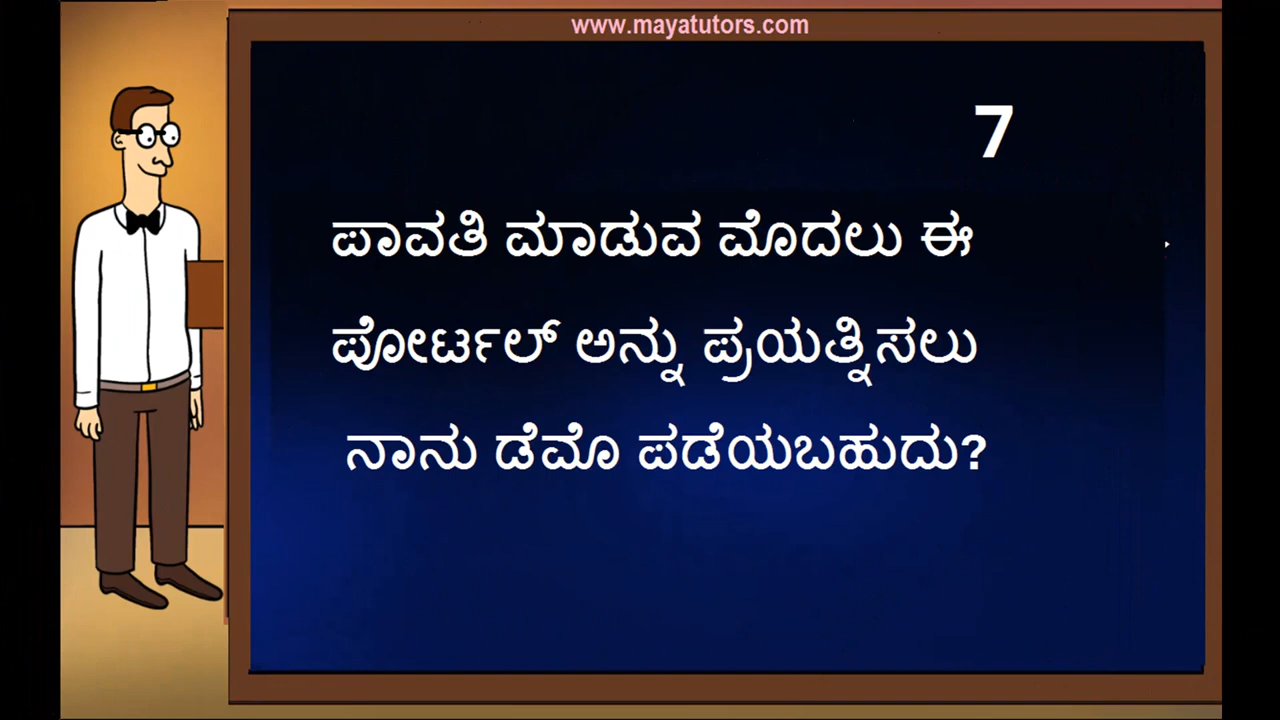 www.mayatutors.com
7
ಪಾವತಿ ಮಾಡುವ ಮೊದಲು ಈ
ಪೋರ್ಟಲ್ ಅನ್ನು ಪ್ರಯತ್ನಿಸಲು
ನಾನು ಡೆಮೊ ಪಡೆಯಬಹುದು?